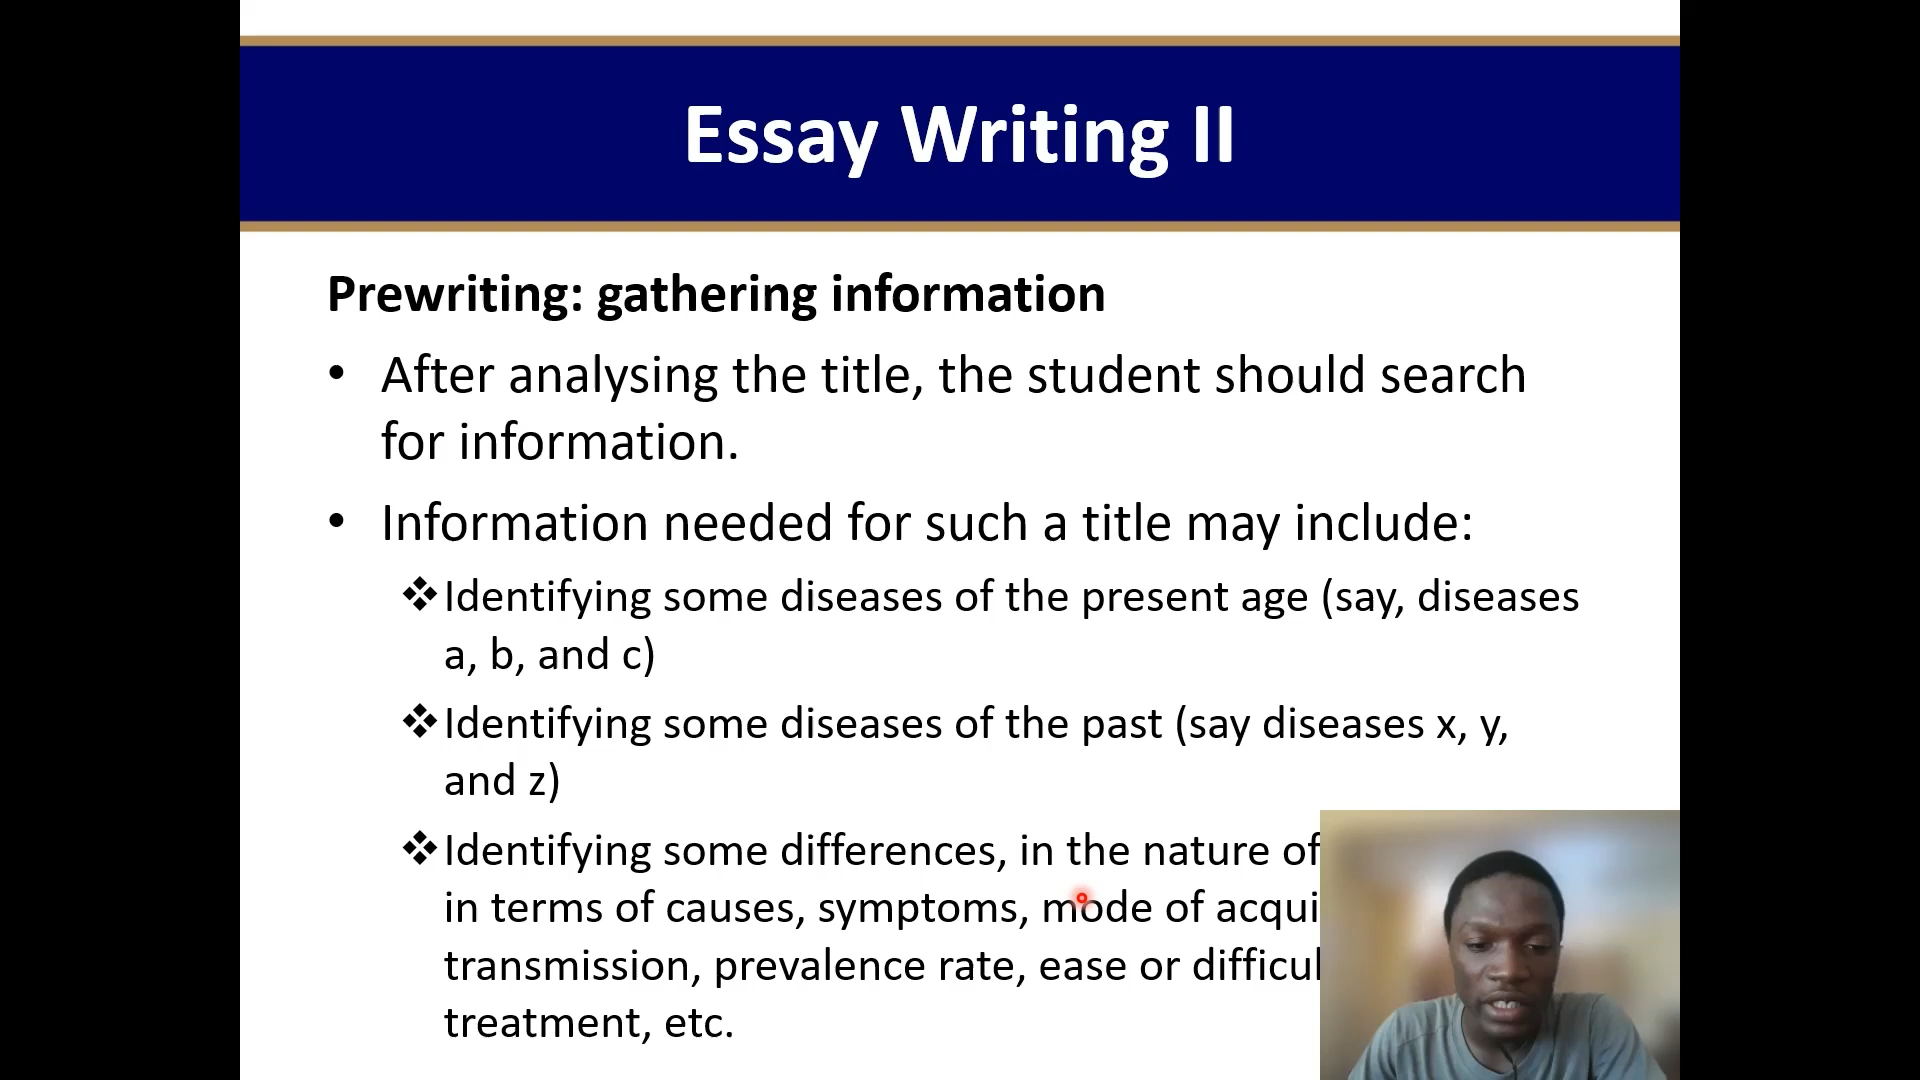 Essay Writing II
Prewriting: gathering information
• After analysing the title, the student should search
for information.
• Information needed for such a title may include:
❖Identifying some diseases of the present age (say, diseases
a, b, and c)
❖Identifying some diseases of the past (say diseases x, y,
and z)
❖Identifying some differences, in the nature of
in terms of causes, symptoms, mode of
transmission, prevalence rate, ease or
treatment, etc.